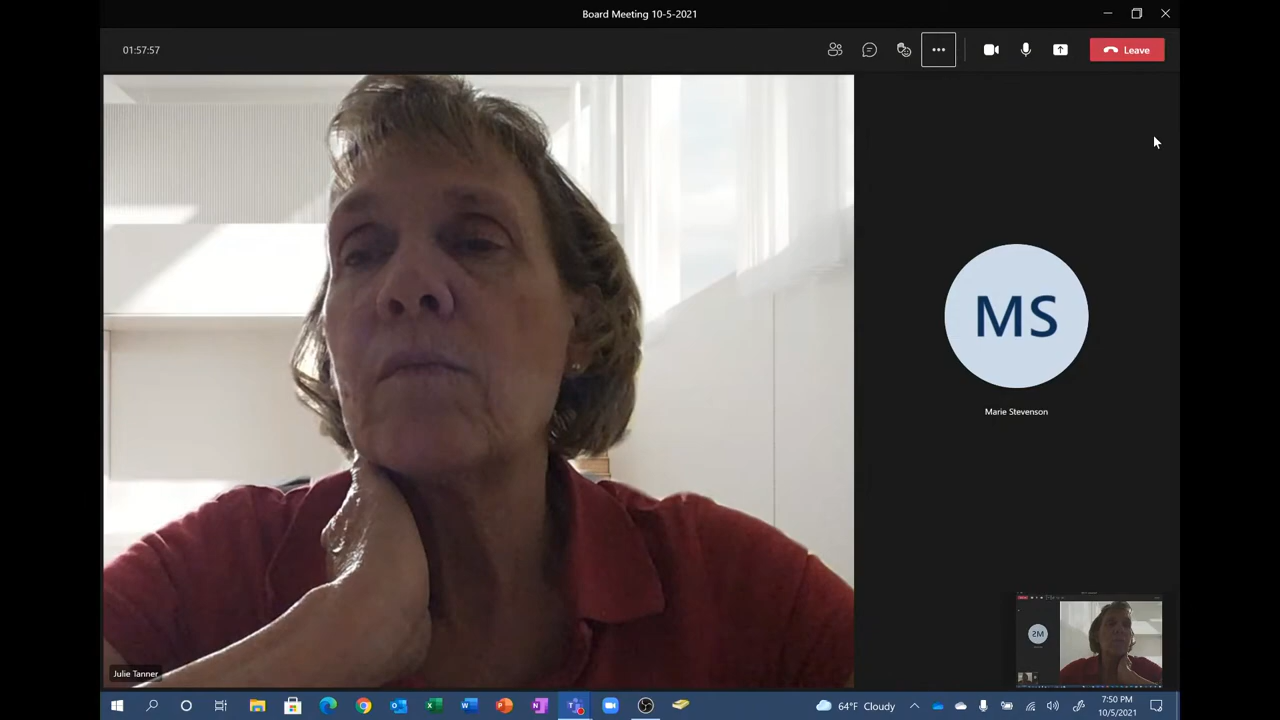 Board Meeting 10-5-2021
01:57:57
Leave
MS
Marie Stevenson
Julie Tanner
64°F Cloudy
7:50 PM
10/5/2021